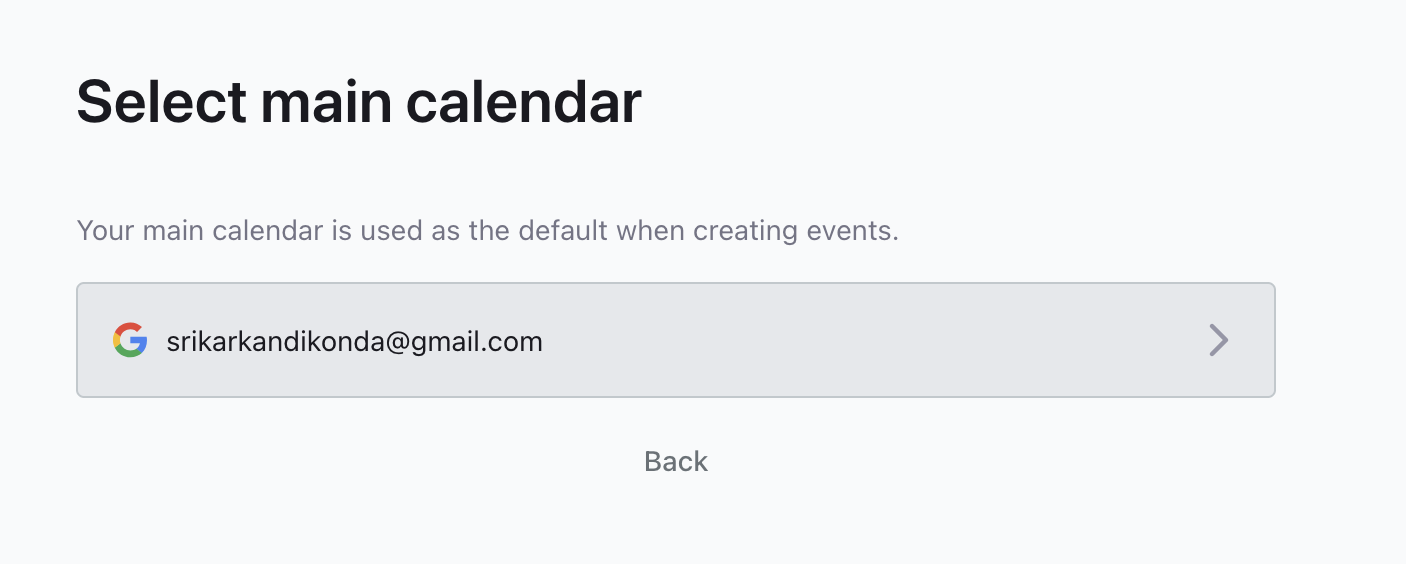 Select main calendar
Your main calendar is used as the default when creating events.
srikarkandikonda@gmail.com
Back